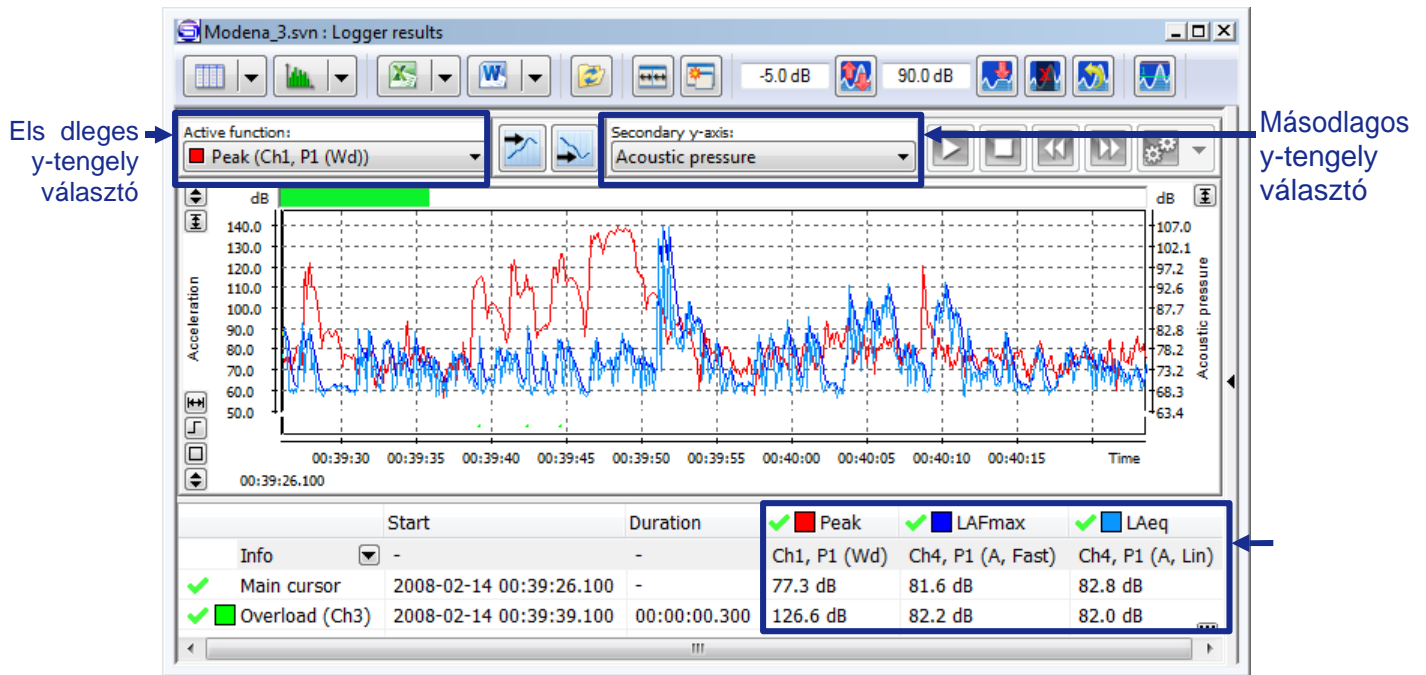 Modena_3.svn : Logger results
-5.0 dB 90.0 dB
Els dleges
y-tengely
választó
Active function:
Peak (Ch1, P1 (Wd))
Secondary y-axis:
Acoustic pressure
Másodlagos
y-tengely
választó
dB dB
140.0 107.0
130.0 102.1
120.0 97.2
110.0 92.6
100.0 87.7
90.0 82.8
80.0 78.2
70.0 73.2
60.0 68.3
50.0 63.4
Acceleration
Acoustic pressure
00:39:30 00:39:35 00:39:40 00:39:45 00:39:50 00:39:55 00:40:00 00:40:05 00:40:10 00:40:15 Time
00:39:26.100
Start Duration Peak LAFmax LAeq
Info - - Ch1, P1 (Wd) Ch4, P1 (A, Fast) Ch4, P1 (A, Lin)
Main cursor 2008-02-14 00:39:26.100 - 77.3 dB 81.6 dB 82.8 dB
Overload (Ch3) 2008-02-14 00:39:39.100 00:00:00.300 126.6 dB 82.2 dB 82.0 dB